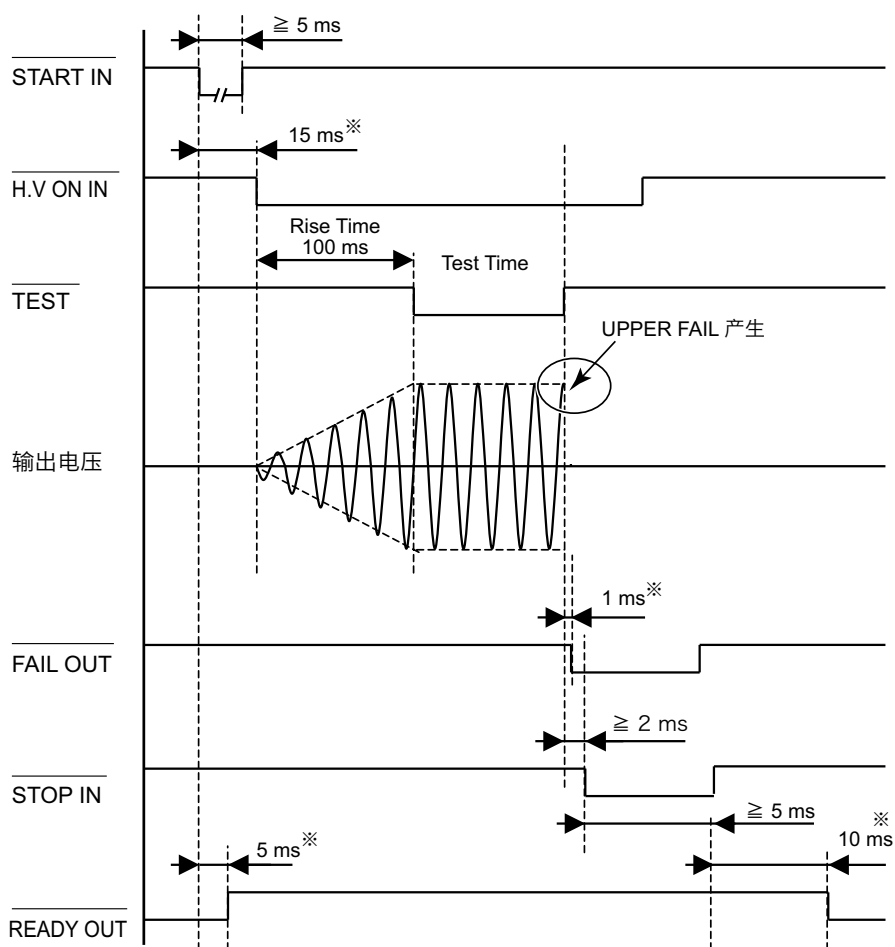 ≧ 5 ms
START IN
15 ms※
H.V ON IN
Rise Time
100 ms
Test Time
TEST
UPPER FAIL 产生
输出电压
1 ms※
FAIL OUT
≧ 2 ms
STOP IN
≧ 5 ms
※
10 ms
5 ms※
READY OUT